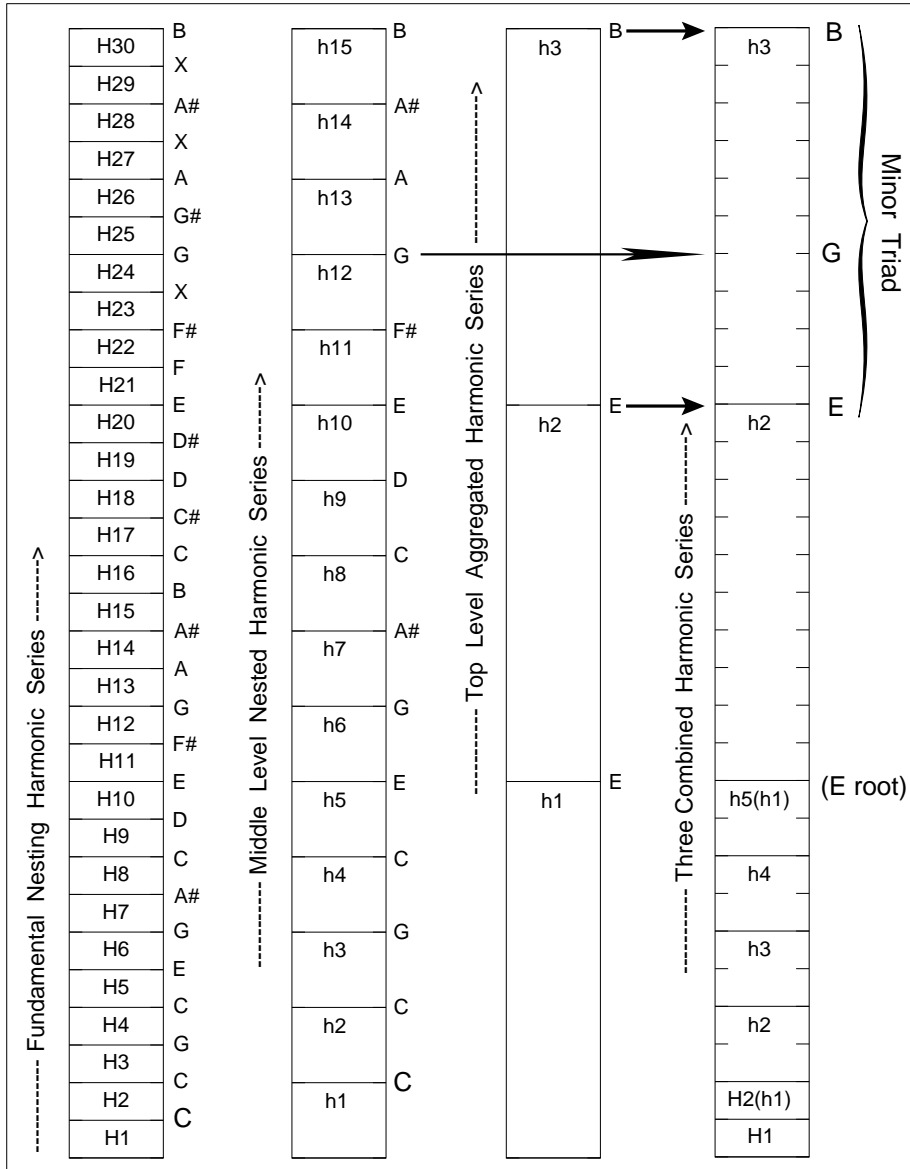 ---- Fundamental Nesting Harmonic Series ---->
B
H30
X
H29
A#
H28
X
H27
A
H26
G#
H25
G
H24
X
H23
F#
H22
F
H21
E
H20
D#
H19
D
H18
C#
H17
C
H16
B
H15
A#
H14
A
H13
G
H12
F#
H11
E
H10
D
H9
C
H8
A#
H7
G
H6
E
H5
C
H4
G
H3
C
H2
C
H1
---- Middle Level Nested Harmonic Series ---->
B
h15
A#
h14
A
h13
G
h12
F#
h11
E
h10
D
h9
C
h8
A#
h7
G
h6
E
h5
C
h4
G
h3
C
h2
C
h1
---- Top Level Aggregated Harmonic Series ---->
B
h3
E
h2
E
h1
---- Three Combined Harmonic Series ---->
B
h3
G
E
h2
(E root)
h5(h1)
h4
h3
h2
H2(h1)
H1
Minor Triad